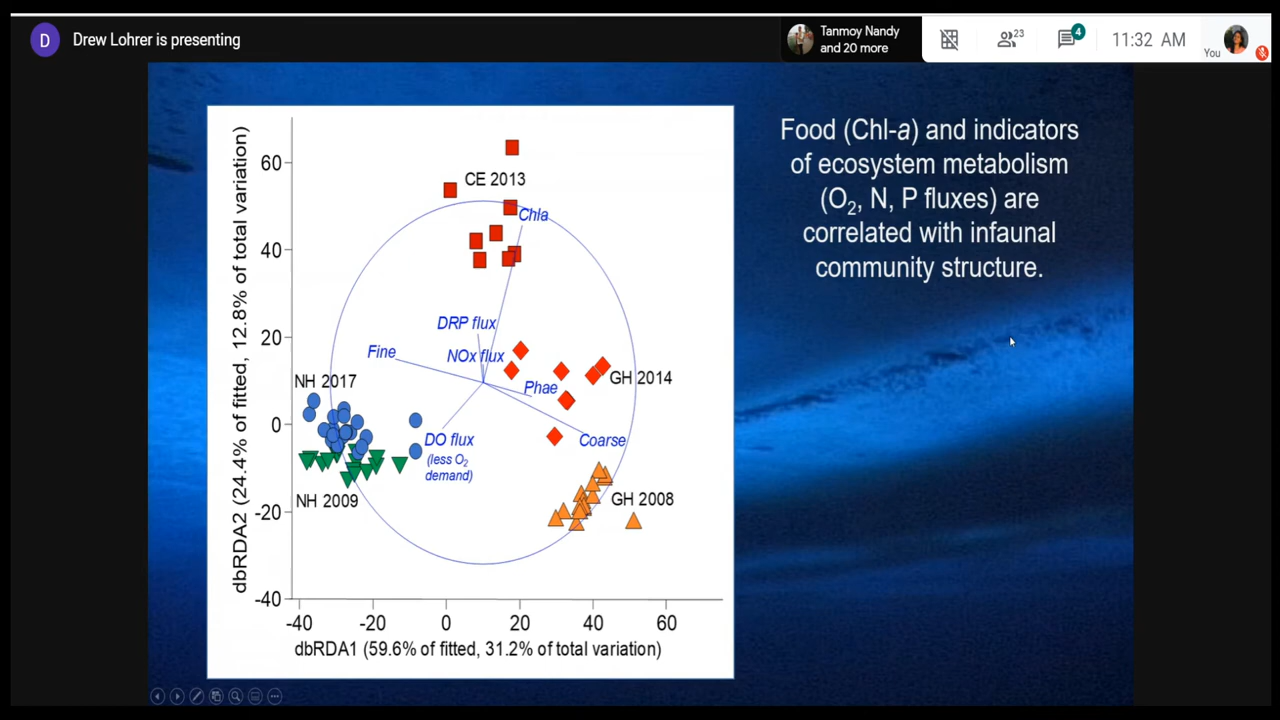 D
Drew Lohrer is presenting
Tanmoy Nandy
and 20 more
23
4
11:32 AM
You
Food (Chl-a) and indicators
of ecosystem metabolism
(O2, N, P fluxes) are
correlated with infaunal
community structure.
dbRDA2 (24.4% of fitted, 12.8% of total variation)
60
40
20
0
-20
-40
CE 2013
Chla
DRP flux
Fine
NOx flux
NH 2017
Phae
GH 2014
DO flux
(less O2
demand)
Coarse
NH 2009
GH 2008
-40
-20
0
20
40
60
dbRDA1 (59.6% of fitted, 31.2% of total variation)